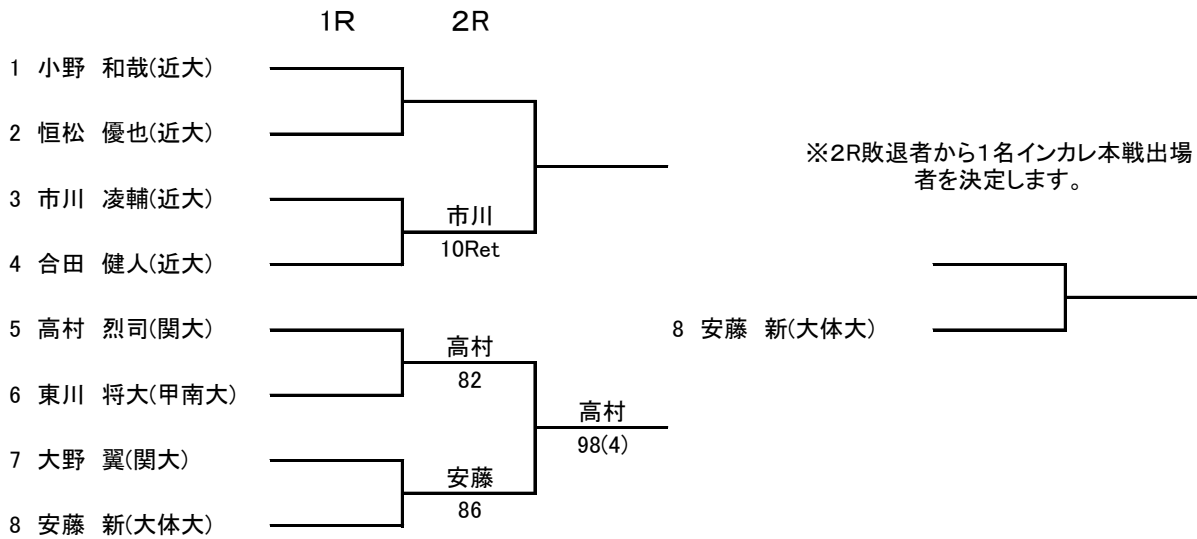 1R 2R
1 小野 和哉(近大)
2 恒松 優也(近大)
※2R敗退者から1名インカレ本戦出場
者を決定します。
3 市川 凌輔(近大)
市川
10Ret
4 合田 健人(近大)
5 高村 烈司(関大)
8 安藤 新(大体大)
高村
82
6 東川 将大(甲南大)
高村
98(4)
7 大野 翼(関大)
安藤
86
8 安藤 新(大体大)